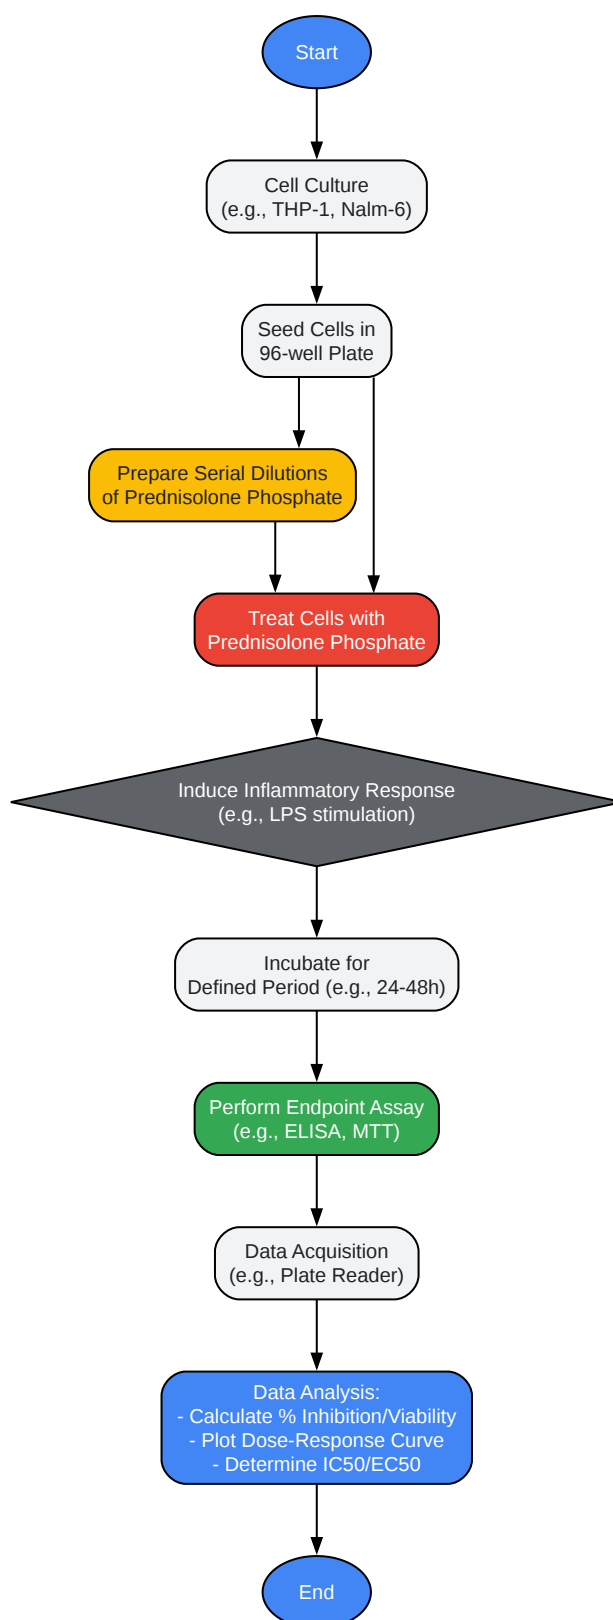 Start
Cell Culture
(e.g., THP-1, Nalm-6)
Seed Cells in
96-well Plate
Prepare Serial Dilutions
of Prednisolone Phosphate
Treat Cells with
Prednisolone Phosphate
Induce Inflammatory Response
(e.g., LPS stimulation)
Incubate for
Defined Period (e.g., 24-48h)
Perform Endpoint Assay
(e.g., ELISA, MTT)
Data Acquisition
(e.g., Plate Reader)
Data Analysis:
- Calculate % Inhibition/Viability
- Plot Dose-Response Curve
- Determine IC50/EC50
End